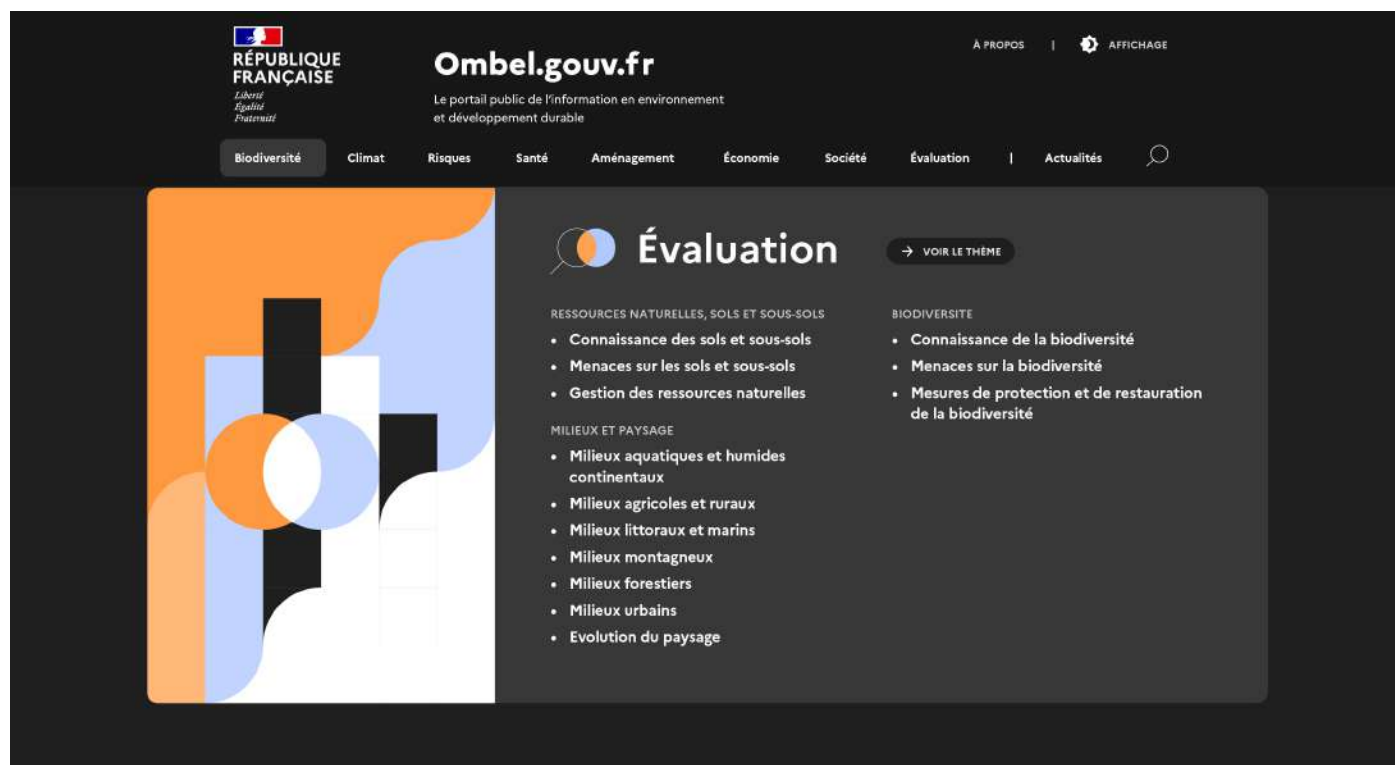 RÉPUBLIQUE
FRANÇAISE
Liberté
Égalité
Fraternité
Ombel.gouv.fr
Le portail public de l'information en environnement
et développement durable
À PROPOS | AFFICHAGE
Biodiversité Climat Risques Santé Aménagement Économie Société Évaluation | Actualités
Évaluation
→ VOIR LE THÈME
RESSOURCES NATURELLES, SOLS ET SOUS-SOLS
• Connaissance des sols et sous-sols
• Menaces sur les sols et sous-sols
• Gestion des ressources naturelles
MILIEUX ET PAYSAGE
• Milieux aquatiques et humides
continentaux
• Milieux agricoles et ruraux
• Milieux littoraux et marins
• Milieux montagneux
• Milieux forestiers
• Milieux urbains
• Evolution du paysage
BIODIVERSITE
• Connaissance de la biodiversité
• Menaces sur la biodiversité
• Mesures de protection et de restauration
de la biodiversité